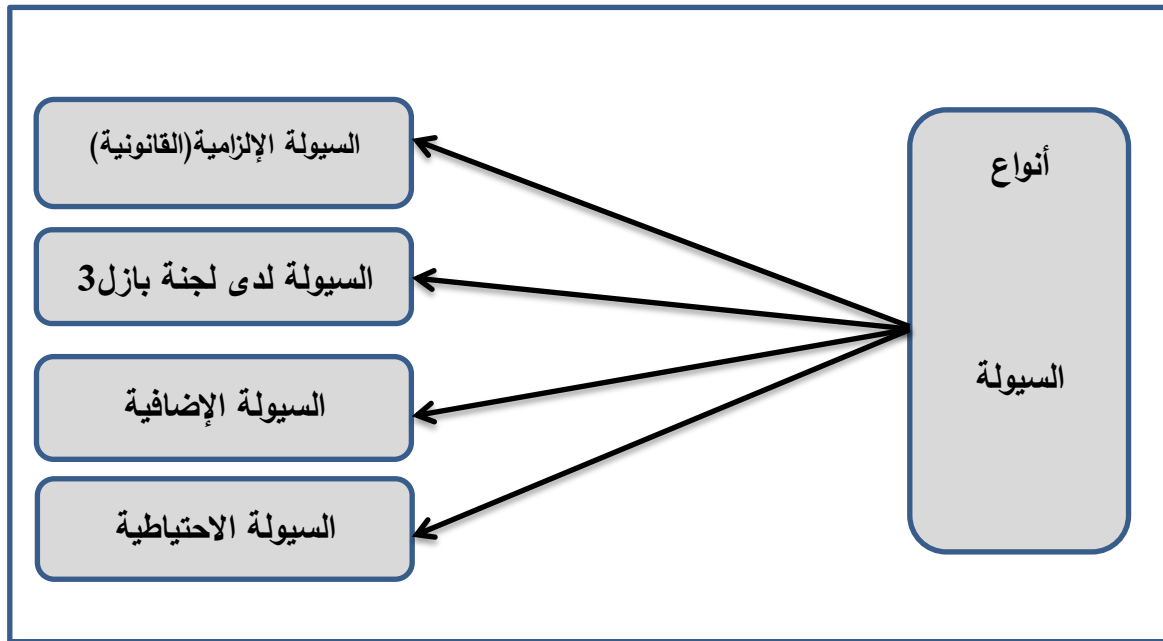 أنواع
السيولة
السيولة الإلزامية(القانونية)
السيولة لدى لجنة بازل3
السيولة الإضافية
السيولة الاحتياطية